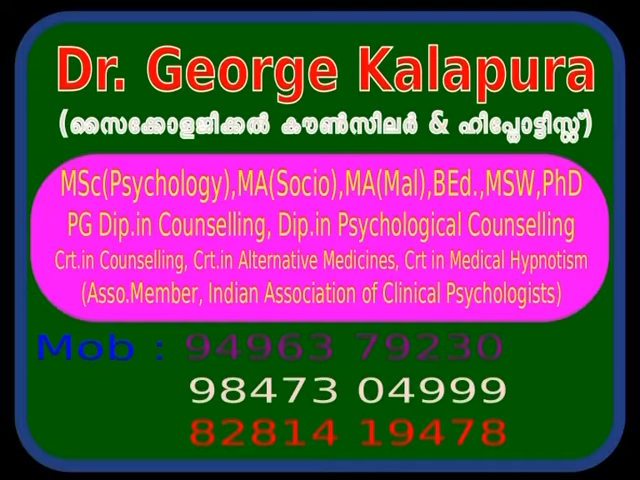 Dr. George Kalapura
(സൈക്കോളജിക്കൽ കൗൺസിലർ & ഹിപ്നോട്ടിസ്റ്റ്)
MSc(Psychology),MA(Socio),MA(Mal),BEd.,MSW,PhD
PG Dip.in Counselling, Dip.in Psychological Counselling
Crt.in Counselling, Crt.in Alternative Medicines, Crt in Medical Hypnotism
(Asso.Member, Indian Association of Clinical Psychologists)
Mob : 94963 79230
98473 04999
82814 19478